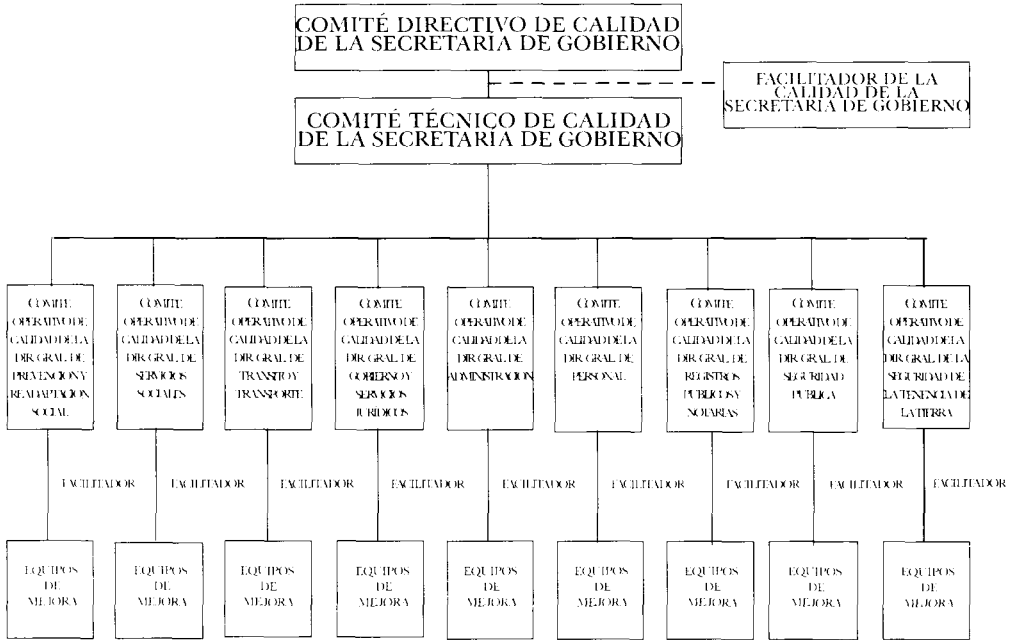 COMITÉ DIRECTIVO DE CALIDAD
DE LA SECRETARÍA DE GOBIERNO
FACILITADOR DE LA
CALIDAD DE LA
SECRETARIA DE GOBIERNO
COMITÉ TÉCNICO DE CALIDAD
DE LA SECRETARIA DE GOBIERNO
COMITE
OPERATIVO DE
CALIDAD DE LA
DIR. GRAL. DE
PREVENCION Y
READAPTACION
SOCIAL
COMITE
OPERATIVO DE
CALIDAD DE LA
DIR. GRAL. DE
SERVICIOS
SOCIALES
COMITE
OPERATIVO DE
CALIDAD DE LA
DIR. GRAL. DE
TRANSITO Y
TRANSPORTE
COMITE
OPERATIVO DE
CALIDAD DE LA
DIR. GRAL. DE
GOBIERNO Y
SERVICIOS
JURIDICOS
COMITE
OPERATIVO DE
CALIDAD DE LA
DIR. GRAL. DE
ADMINISTRACION
COMITE
OPERATIVO DE
CALIDAD DE LA
DIR. GRAL. DE
PERSONAL
COMITE
OPERATIVO DE
CALIDAD DE LA
DIR. GRAL. DE
REGISTROS
PUBLICOS Y
NOTARIAS
COMITE
OPERATIVO DE
CALIDAD DE LA
DIR. GRAL. DE
SEGURIDAD
PUBLICA
COMITE
OPERATIVO DE
CALIDAD DE LA
DIR. GRAL. DE LA
SEGURIDAD DE
LA TENENCIA DE
LA TIERRA
FACILITADOR
FACILITADOR
FACILITADOR
FACILITADOR
FACILITADOR
FACILITADOR
FACILITADOR
FACILITADOR
FACILITADOR
EQUIPOS
DE
MEJORA
EQUIPOS
DE
MEJORA
EQUIPOS
DE
MEJORA
EQUIPOS
DE
MEJORA
EQUIPOS
DE
MEJORA
EQUIPOS
DE
MEJORA
EQUIPOS
DE
MEJORA
EQUIPOS
DE
MEJORA
EQUIPOS
DE
MEJORA